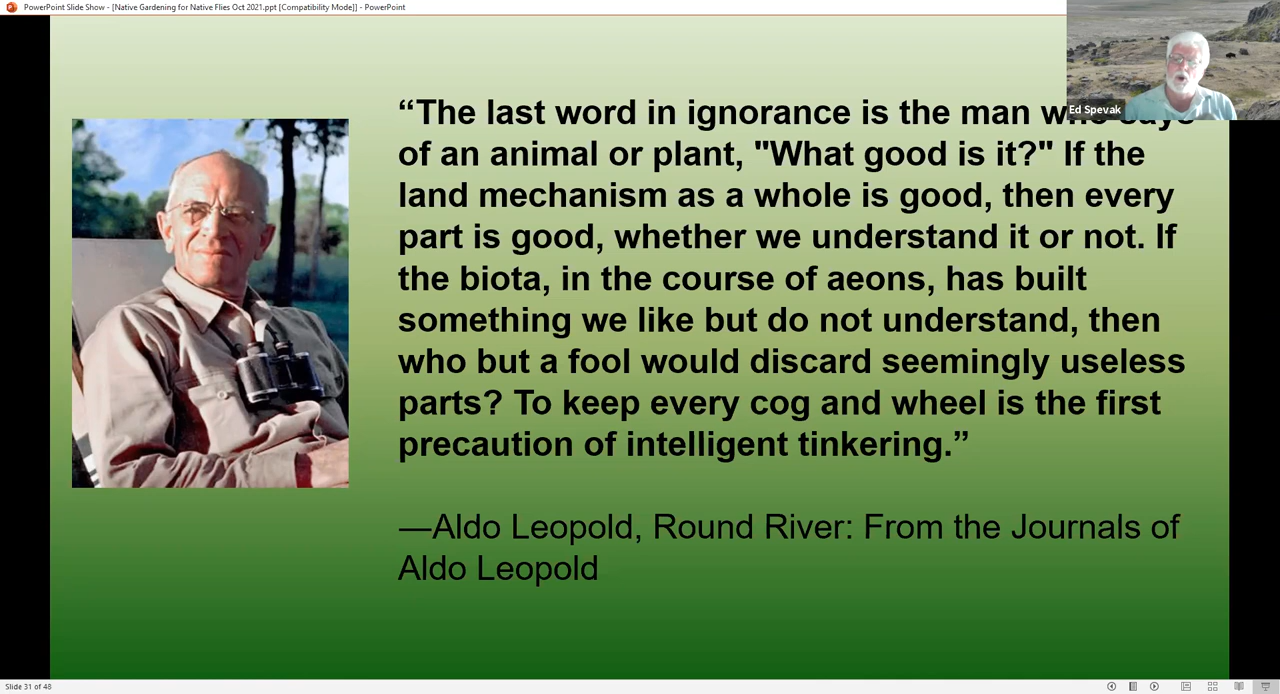 PowerPoint Slide Show - [Native Gardening for Native Flies Oct 2021.ppt [Compatibility Mode]] - PowerPoint
Ed Spevak
“The last word in ignorance is the man who says
of an animal or plant, "What good is it?" If the
land mechanism as a whole is good, then every
part is good, whether we understand it or not. If
the biota, in the course of aeons, has built
something we like but do not understand, then
who but a fool would discard seemingly useless
parts? To keep every cog and wheel is the first
precaution of intelligent tinkering.”
—Aldo Leopold, Round River: From the Journals of
Aldo Leopold
Slide 31 of 48